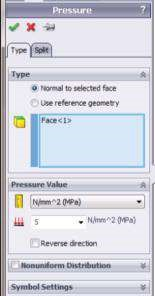 Pressure ?
Type Split
Type
Normal to selected face
Use reference geometry
Face<1>
Pressure Value
N/mm^2 (MPa)
5 N/mm^2 (MPa)
Reverse direction
Nonuniform Distribution
Symbol Settings